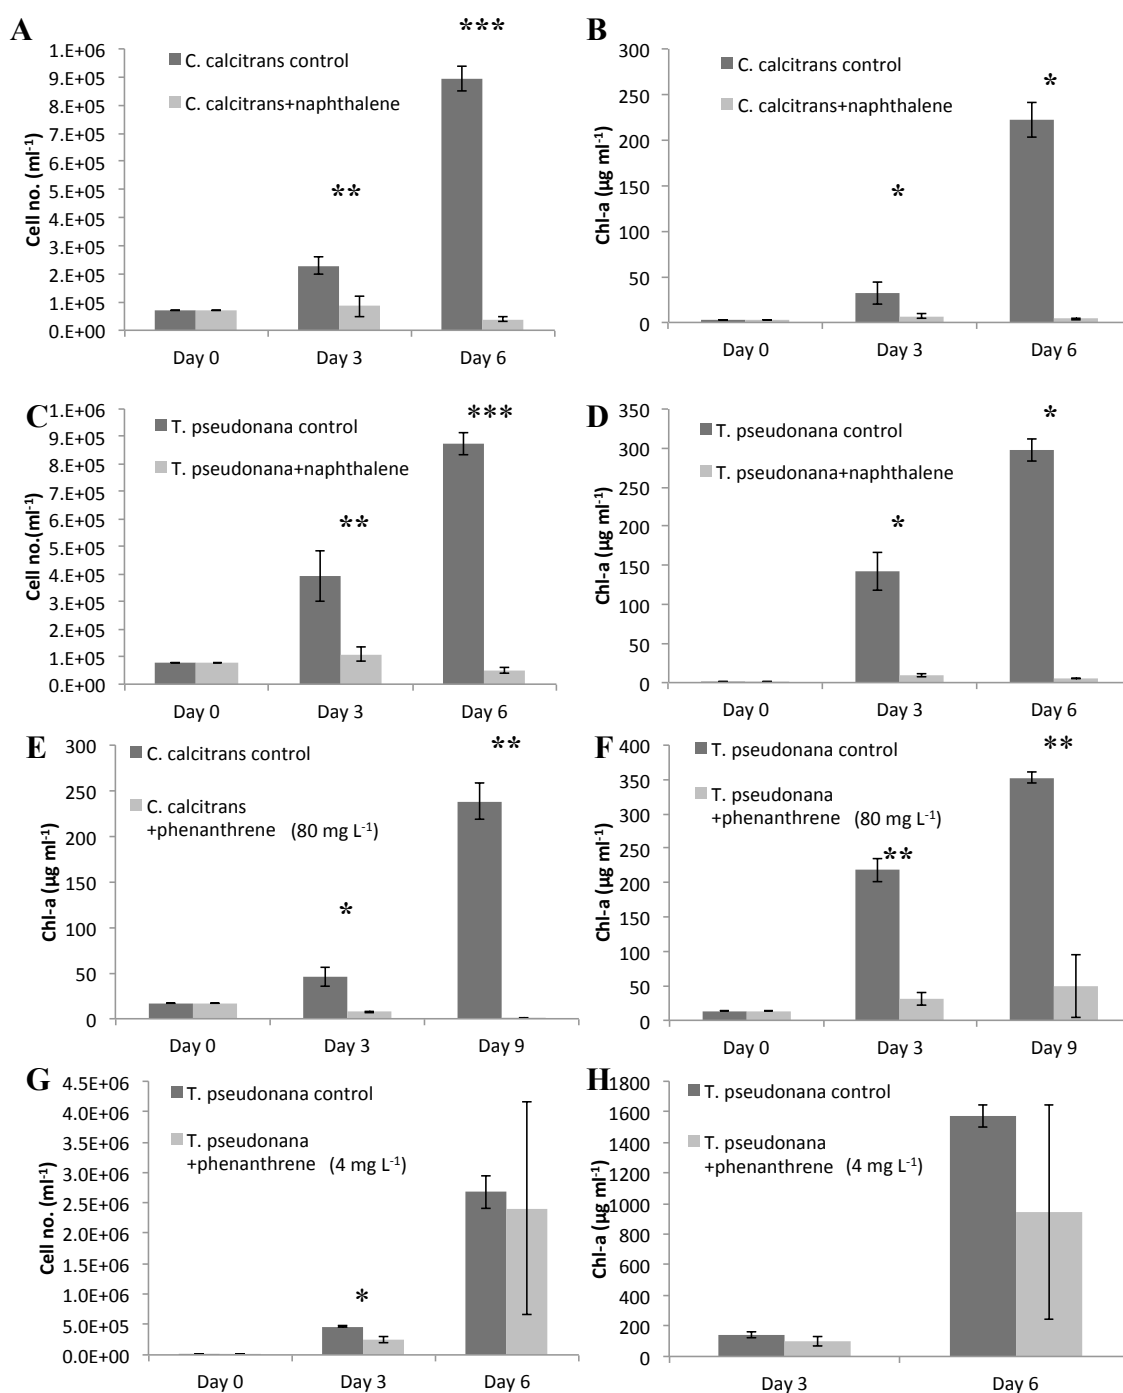 A
***
1.E+06
9.E+05
8.E+05
7.E+05
6.E+05
5.E+05
4.E+05
3.E+05
2.E+05
1.E+05
0.E+00
Cell no. (ml-1)
C. calcitrans control
C. calcitrans+naphthalene
**
Day 0
Day 3
Day 6
B
300
250
200
150
100
50
0
Chl-a (µg ml-1)
C. calcitrans control
C. calcitrans+naphthalene
*
*
Day 0
Day 3
Day 6
C
1.E+06
9.E+05
8.E+05
7.E+05
6.E+05
5.E+05
4.E+05
3.E+05
2.E+05
1.E+05
0.E+00
Cell no.(ml-1)
T. pseudonana control
T. pseudonana+naphthalene
***
**
Day 0
Day 3
Day 6
D
350
300
250
200
150
100
50
0
Chl-a (µg ml-1)
T. pseudonana control
T. pseudonana+naphthalene
*
*
Day 0
Day 3
Day 6
E
300
250
200
150
100
50
0
Chl-a (µg ml-1)
C. calcitrans control
C. calcitrans
+phenanthrene (80 mg L-1)
**
*
Day 0
Day 3
Day 9
F
400
350
300
250
200
150
100
50
0
Chl-a (µg ml-1)
T. pseudonana control
T. pseudonana
+phenanthrene (80 mg L-1)
**
**
Day 0
Day 3
Day 9
G
4.5E+06
4.0E+06
3.5E+06
3.0E+06
2.5E+06
2.0E+06
1.5E+06
1.0E+06
5.0E+05
0.0E+00
Cell no. (ml-1)
T. pseudonana control
T. pseudonana
+phenanthrene (4 mg L-1)
*
Day 0
Day 3
Day 6
H
1800
1600
1400
1200
1000
800
600
400
200
0
Chl-a (µg ml-1)
T. pseudonana control
T. pseudonana
+phenanthrene (4 mg L-1)
Day 3
Day 6